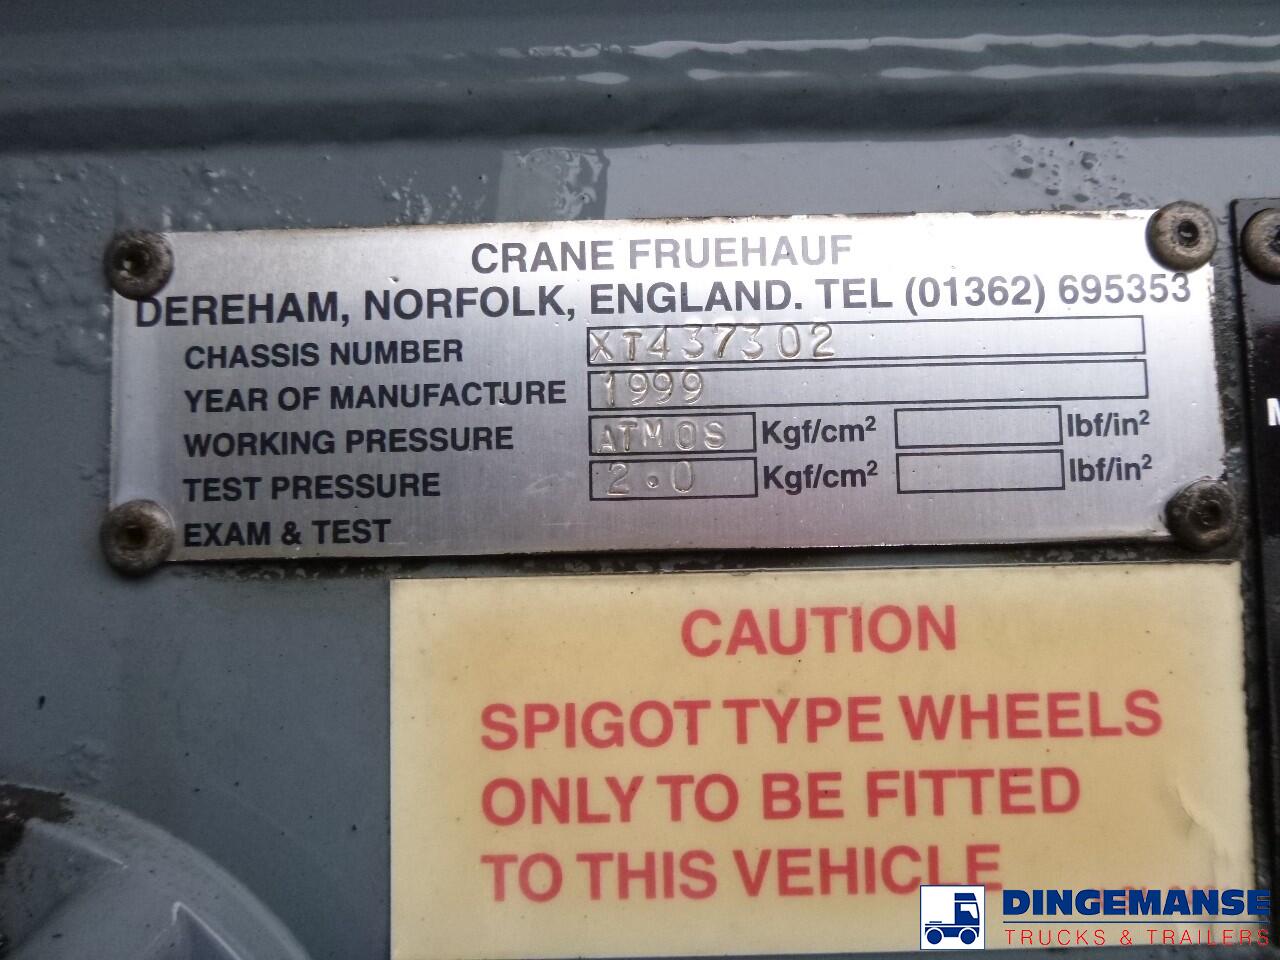 CRANE FRUEHAUF
DEREHAM, NORFOLK, ENGLAND. TEL (01362) 695353
CHASSIS NUMBER XT437302
YEAR OF MANUFACTURE 1999
WORKING PRESSURE ATMOS Kgf/cm² lbf/in²
TEST PRESSURE 2.0 Kgf/cm² lbf/in²
EXAM & TEST
CAUTION
SPIGOT TYPE WHEELS
ONLY TO BE FITTED
TO THIS VEHICLE
DINGEMANSE
TRUCKS & TRAILERS